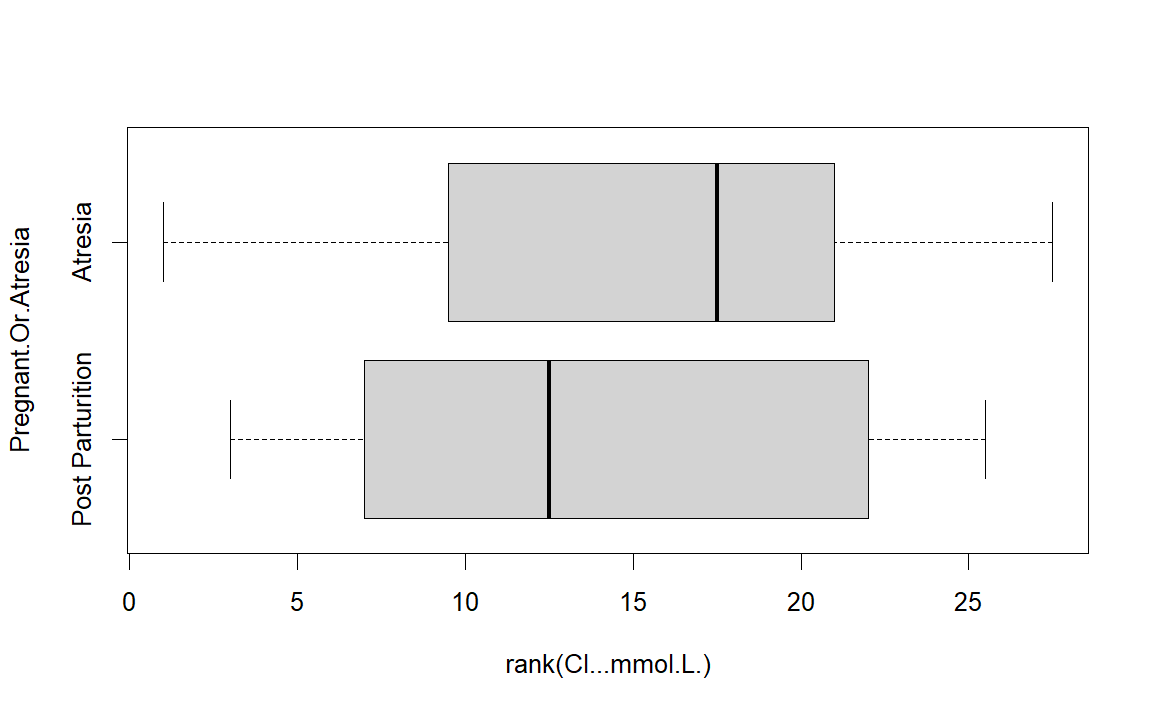 Pregnant.Or.Atresia
Atresia
Post Parturition
0 5 10 15 20 25
rank(Cl...mmol.L.)